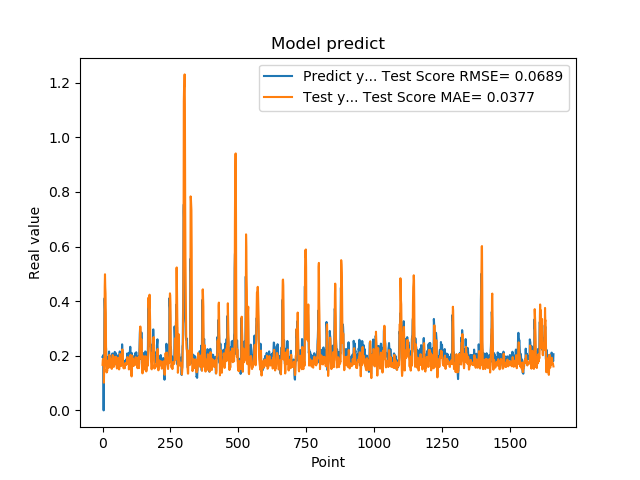 Model predict
Predict y... Test Score RMSE= 0.0689
Test y... Test Score MAE= 0.0377
1.2
1.0
0.8
0.6
0.4
0.2
0.0
Real value
0 250 500 750 1000 1250 1500
Point